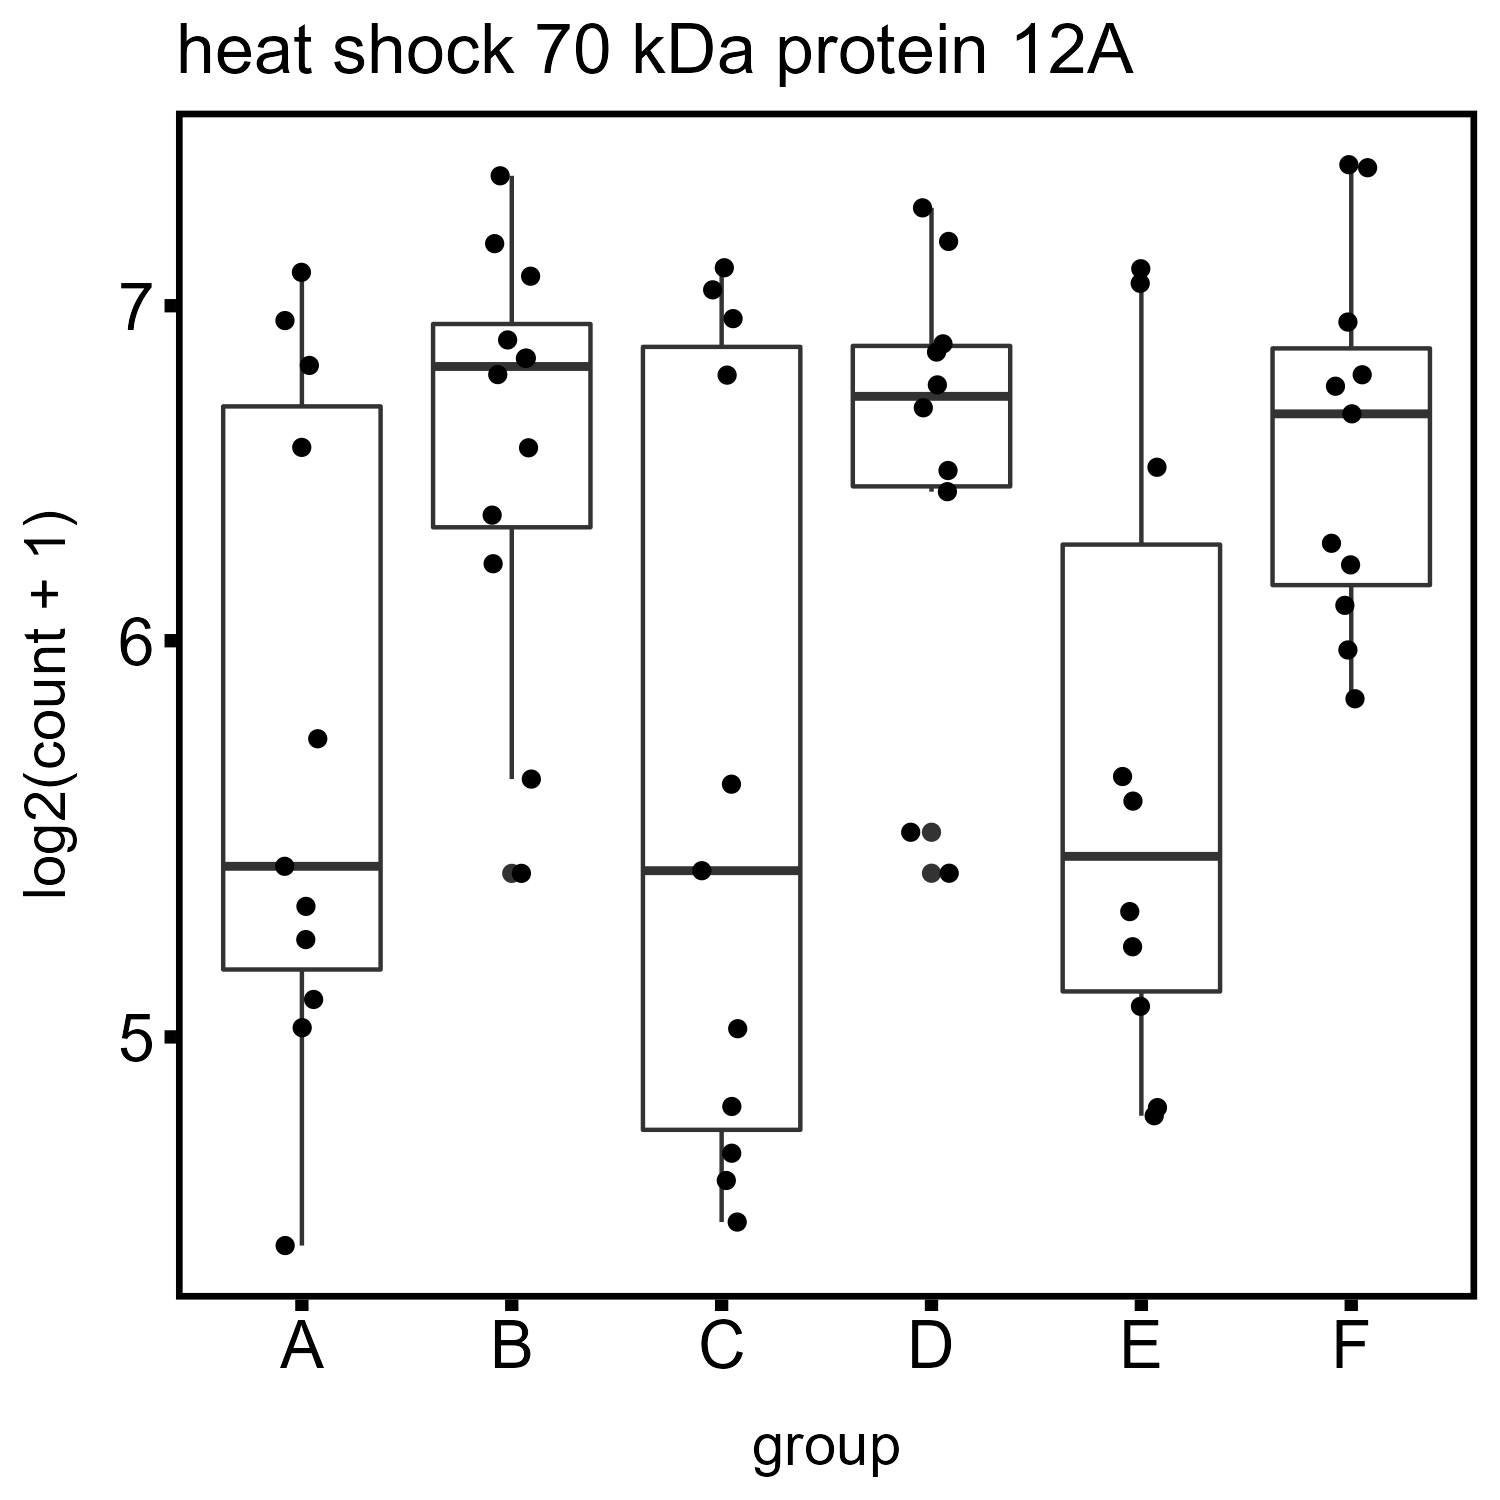 heat shock 70 kDa protein 12A
log2(count + 1)
7
6
5
A B C D E F
group